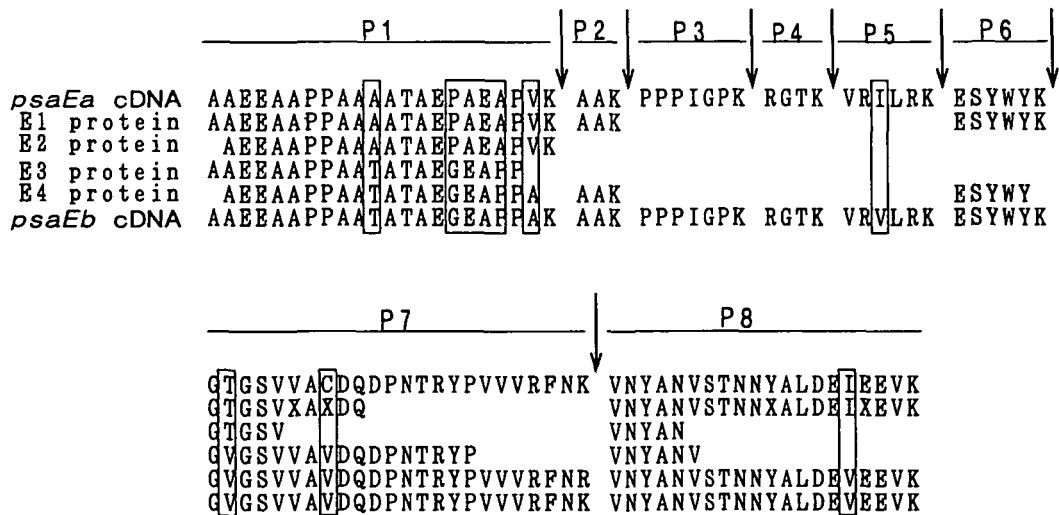 P1 P2 P3 P4 P5 P6
psaEa cDNA AAEEAAPPAAAATAEPAEAPVK AAK PPPIGPK RGTK VRILRK ESYWYK
E1 protein AAEEAAPPAAAATAEPAEAPVK AAK ESYWYK
E2 protein AEEAAPPAAAATAEPAEAPVK
E3 protein AAEEAAPPAATATAEGEAPP
E4 protein AEEAAPPAATATAEGEAPPA AAK ESYWY
psaEb cDNA AAEEAAPPAATATAEGEAPPAK AAK PPPIGPK RGTK VRVLRK ESYWYK
P7 P8
GTGSVVACDQDPNTRYPVVVRFNK VNYANVSTNNYALDEIEEVK
GTGSVXAXDQ VNYANVSTNNXALDEIXEVK
GTGSV VNYAN
GVGSVVAVDQDPNTRYP VNYANV
GVGSVVAVDQDPNTRYPVVVRFNR VNYANVSTNNYALDEVEEVK
GVGSVVAVDQDPNTRYPVVVRFNK VNYANVSTNNYALDEVEEVK